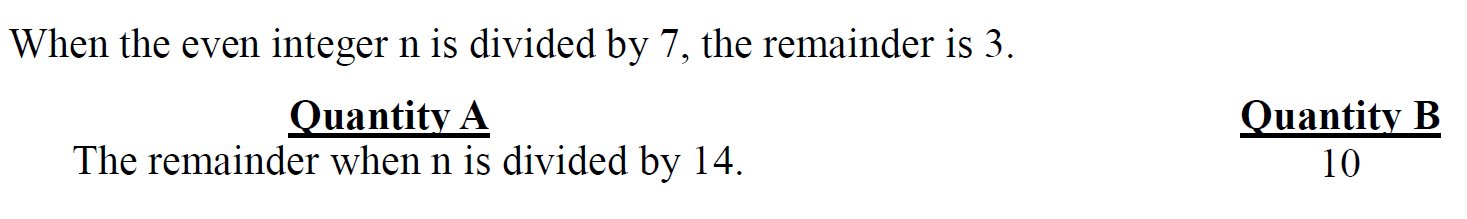 When the even integer n is divided by 7, the remainder is 3.
Quantity A Quantity B
The remainder when n is divided by 14. 10